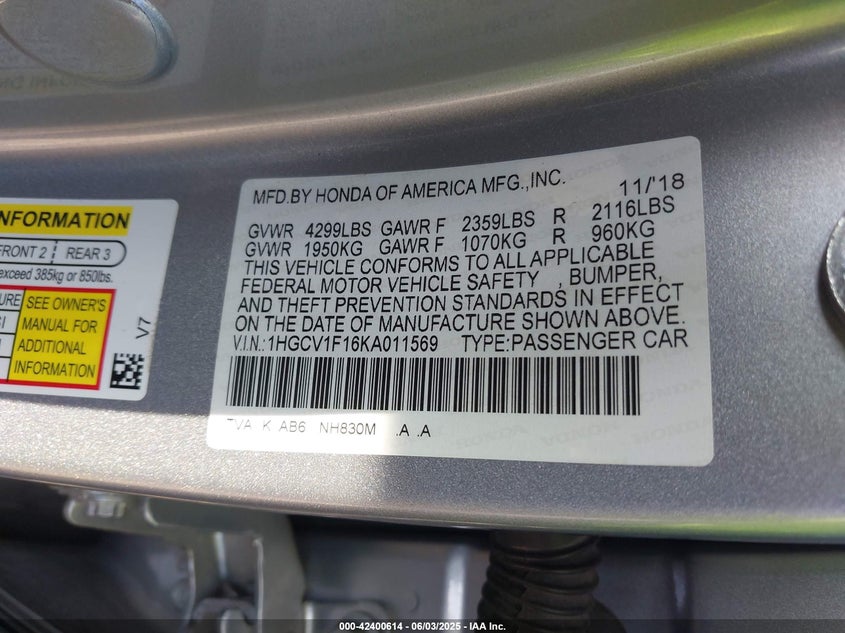 INFORMATION
FRONT 2 REAR 3
exceed 385kg or 850lbs.
SEE OWNER'S
MANUAL FOR
ADDITIONAL
INFORMATION
V7
MFD.BY HONDA OF AMERICA MFG.,INC. 11/'18
GVWR 4299LBS GAWR F 2359LBS R 2116LBS
GVWR 1950KG GAWR F 1070KG R 960KG
THIS VEHICLE CONFORMS TO ALL APPLICABLE
FEDERAL MOTOR VEHICLE SAFETY , BUMPER,
AND THEFT PREVENTION STANDARDS IN EFFECT
ON THE DATE OF MANUFACTURE SHOWN ABOVE.
V.I.N.:1HGCV1F16KA011569 TYPE:PASSENGER CAR
TVA K AB6 NH830M .A .A
000-42400614 - 06/03/2025 - IAA Inc.